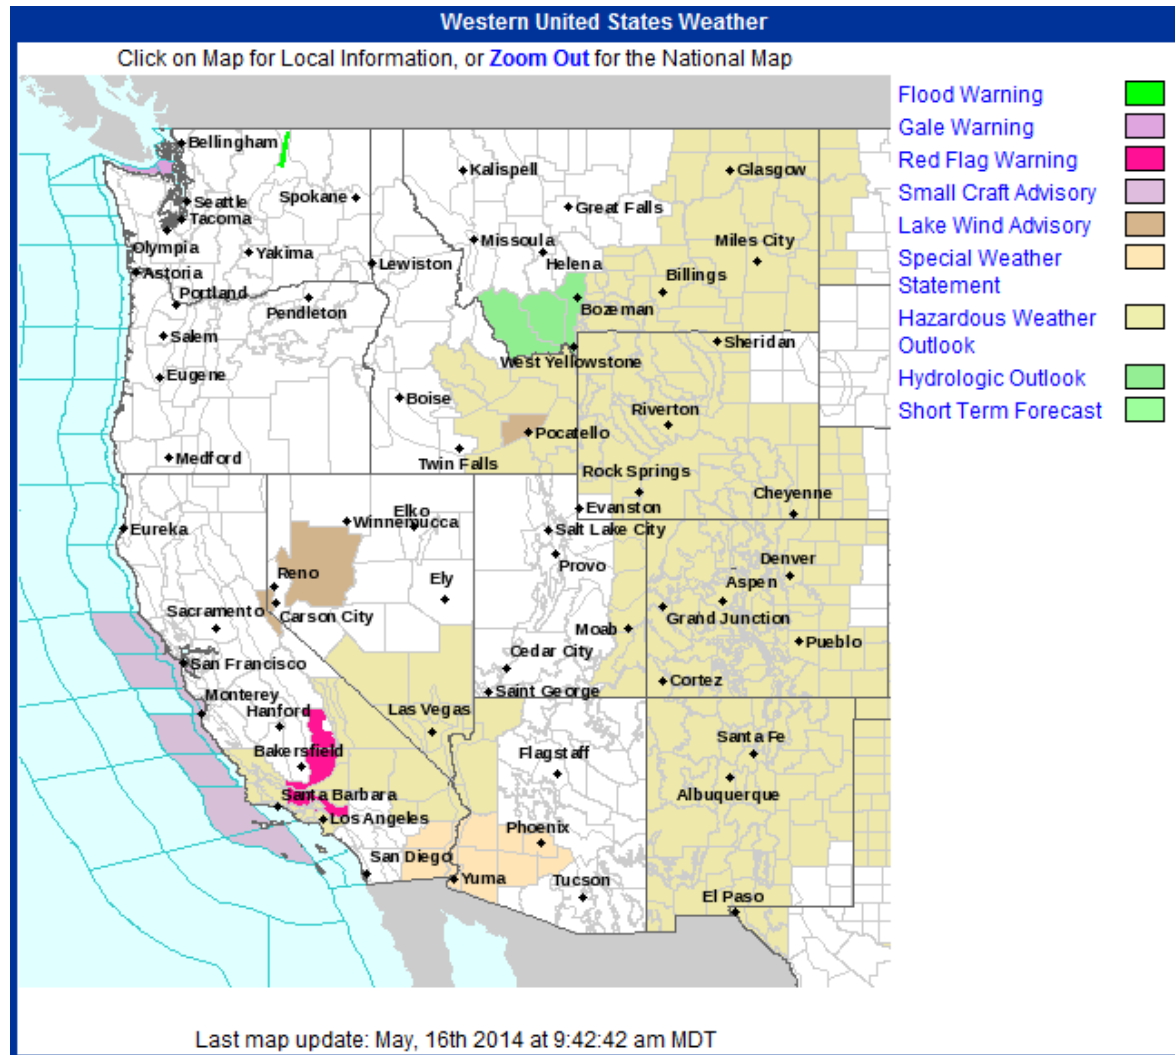 Western United States Weather
Click on Map for Local Information, or Zoom Out for the National Map
Flood Warning
Gale Warning
Red Flag Warning
Small Craft Advisory
Lake Wind Advisory
Special Weather
Statement
Hazardous Weather
Outlook
Hydrologic Outlook
Short Term Forecast
Bellingham
Kalispell
Glasgow
Spokane
Seattle
Great Falls
Tacoma
Olympia
Yakima
Missoula
Miles City
Helena
Lewiston
Astoria
Billings
Portland
Pendleton
Bozeman
Salem
Sheridan
West Yellowstone
Eugene
Boise
Riverton
Pocatello
Medford
Twin Falls
Rock Springs
Cheyenne
Elko
Evanston
Winnemucca
Eureka
Salt Lake City
Denver
Provo
Reno
Ely
Aspen
Sacramento
Carson City
Grand Junction
Moab
Pueblo
Cedar City
San Francisco
Cortez
Saint George
Monterey
Las Vegas
Hanford
Santa Fe
Bakersfield
Flagstaff
Albuquerque
Santa Barbara
Los Angeles
Phoenix
San Diego
Yuma
Tucson
El Paso
Last map update: May, 16th 2014 at 9:42:42 am MDT